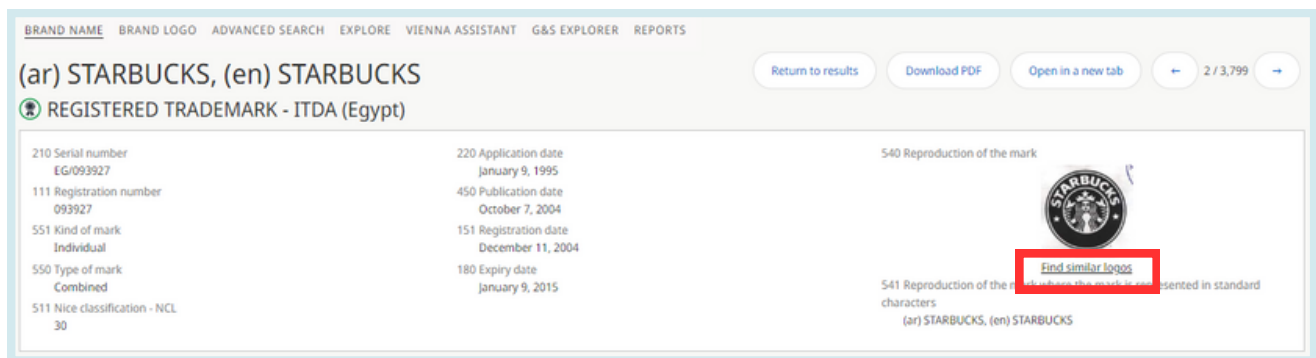 BRAND NAME BRAND LOGO ADVANCED SEARCH EXPLORE VIENNA ASSISTANT G&S EXPLORER REPORTS
(ar) STARBUCKS, (en) STARBUCKS
Return to results Download PDF Open in a new tab ← 2 / 3,799 →
REGISTERED TRADEMARK - ITDA (Egypt)
210 Serial number
EG/093927
111 Registration number
093927
551 Kind of mark
Individual
550 Type of mark
Combined
511 Nice classification - NCL
30
220 Application date
January 9, 1995
450 Publication date
October 7, 2004
151 Registration date
December 11, 2004
180 Expiry date
January 9, 2015
540 Reproduction of the mark
STARBUCKS
STARBUCKS
Find similar logos
541 Reproduction of the mark where the mark is represented in standard
characters
(ar) STARBUCKS, (en) STARBUCKS